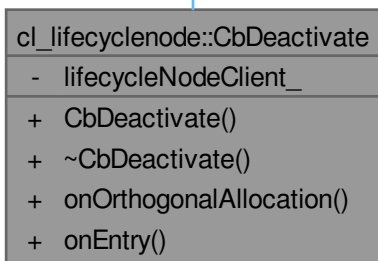 cl_lifecyclenode::CbDeactivate
- lifecycleNodeClient_
+ CbDeactivate()
+ ~CbDeactivate()
+ onOrthogonalAllocation()
+ onEntry()